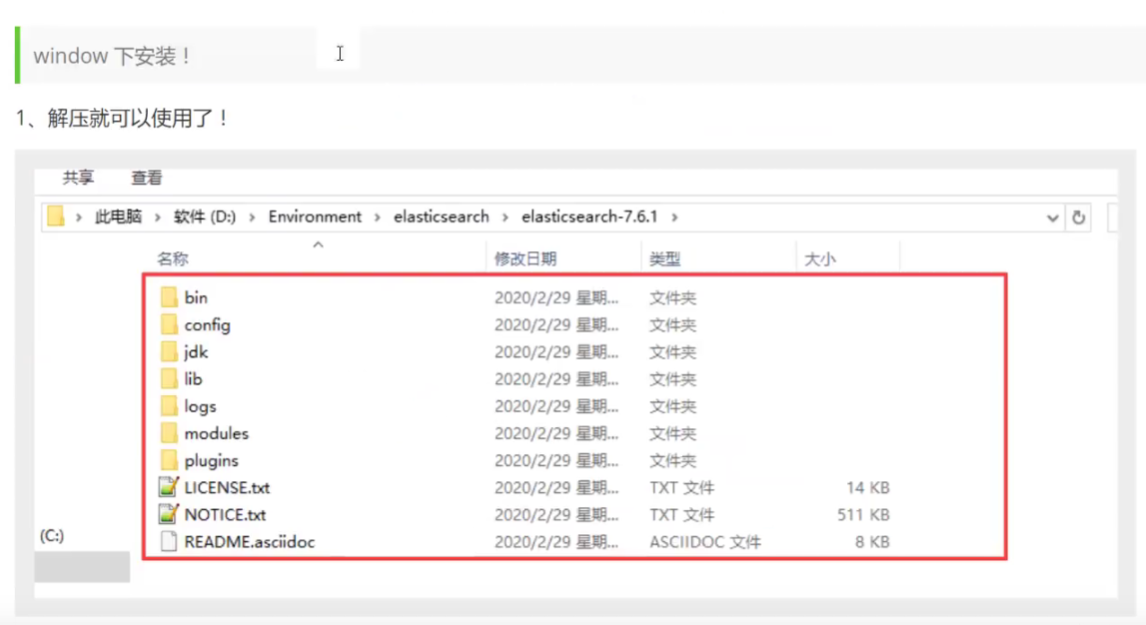 window 下安装！
1、解压就可以使用了！
共享 查看
此电脑 › 软件 (D:) › Environment › elasticsearch › elasticsearch-7.6.1 ›
名称 修改日期 类型 大小
bin 2020/2/29 星期... 文件夹
config 2020/2/29 星期... 文件夹
jdk 2020/2/29 星期... 文件夹
lib 2020/2/29 星期... 文件夹
logs 2020/2/29 星期... 文件夹
modules 2020/2/29 星期... 文件夹
plugins 2020/2/29 星期... 文件夹
LICENSE.txt 2020/2/29 星期... TXT 文件 14 KB
NOTICE.txt 2020/2/29 星期... TXT 文件 511 KB
(C:)
README.asciidoc 2020/2/29 星期... ASCIIDOC 文件 8 KB